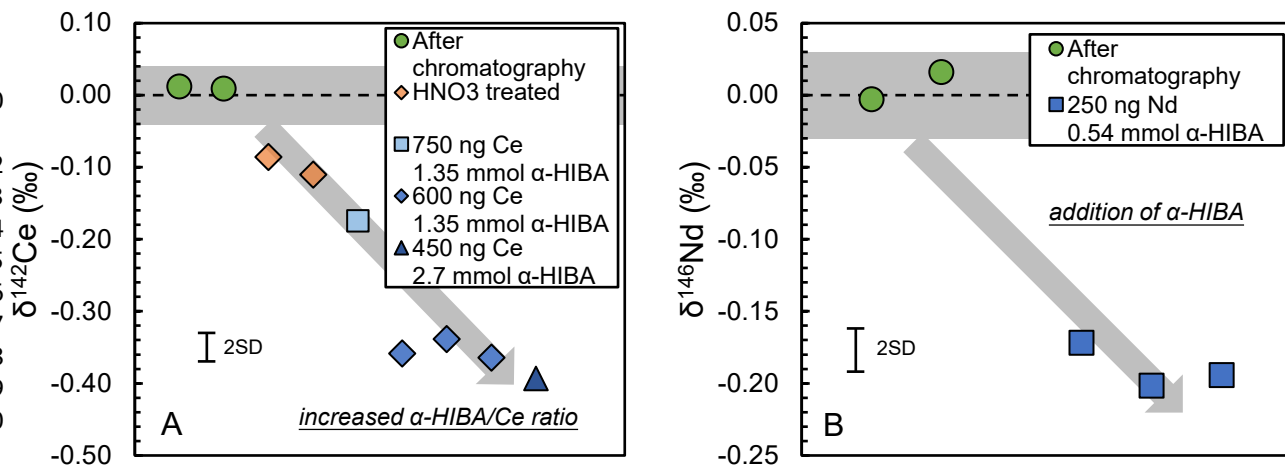 0.10
0.00
-0.10
-0.20
-0.30
-0.40
-0.50
δ¹⁴²Ce (‰)
After
chromatography
HNO3 treated
750 ng Ce
1.35 mmol α-HIBA
600 ng Ce
1.35 mmol α-HIBA
450 ng Ce
2.7 mmol α-HIBA
2SD
increased α-HIBA/Ce ratio
A
0.05
0.00
-0.05
-0.10
-0.15
-0.20
-0.25
δ¹⁴⁶Nd (‰)
After
chromatography
250 ng Nd
0.54 mmol α-HIBA
addition of α-HIBA
2SD
B